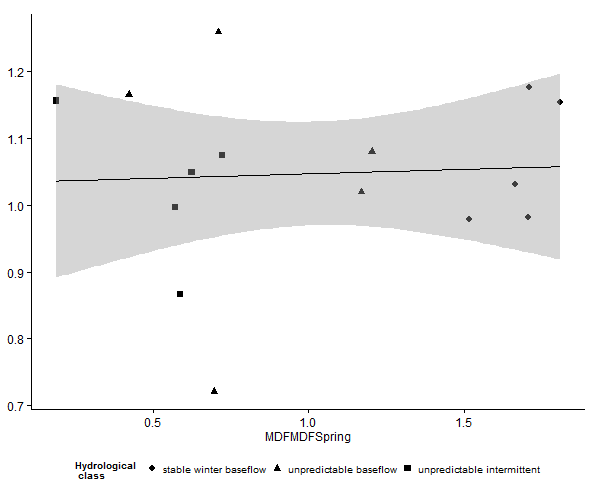 1.2
1.1
1.0
0.9
0.8
0.7
0.5 1.0 1.5
MDFMDFSpring
Hydrological
class
stable winter baseflow unpredictable baseflow unpredictable intermittent